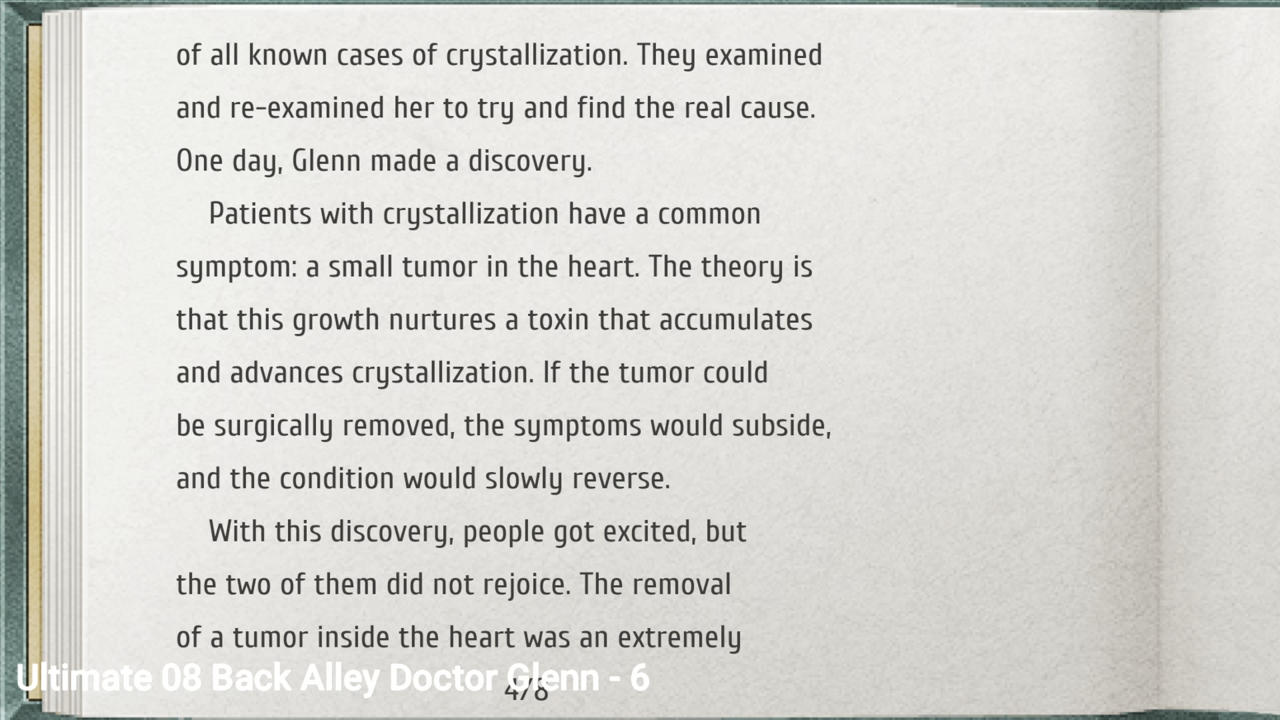 of all known cases of crystallization. They examined
and re-examined her to try and find the real cause.
One day, Glenn made a discovery.
Patients with crystallization have a common
symptom: a small tumor in the heart. The theory is
that this growth nurtures a toxin that accumulates
and advances crystallization. If the tumor could
be surgically removed, the symptoms would subside,
and the condition would slowly reverse.
With this discovery, people got excited, but
the two of them did not rejoice. The removal
of a tumor inside the heart was an extremely
Ultimate 08 Back Alley Doctor Glenn - 6
4/8